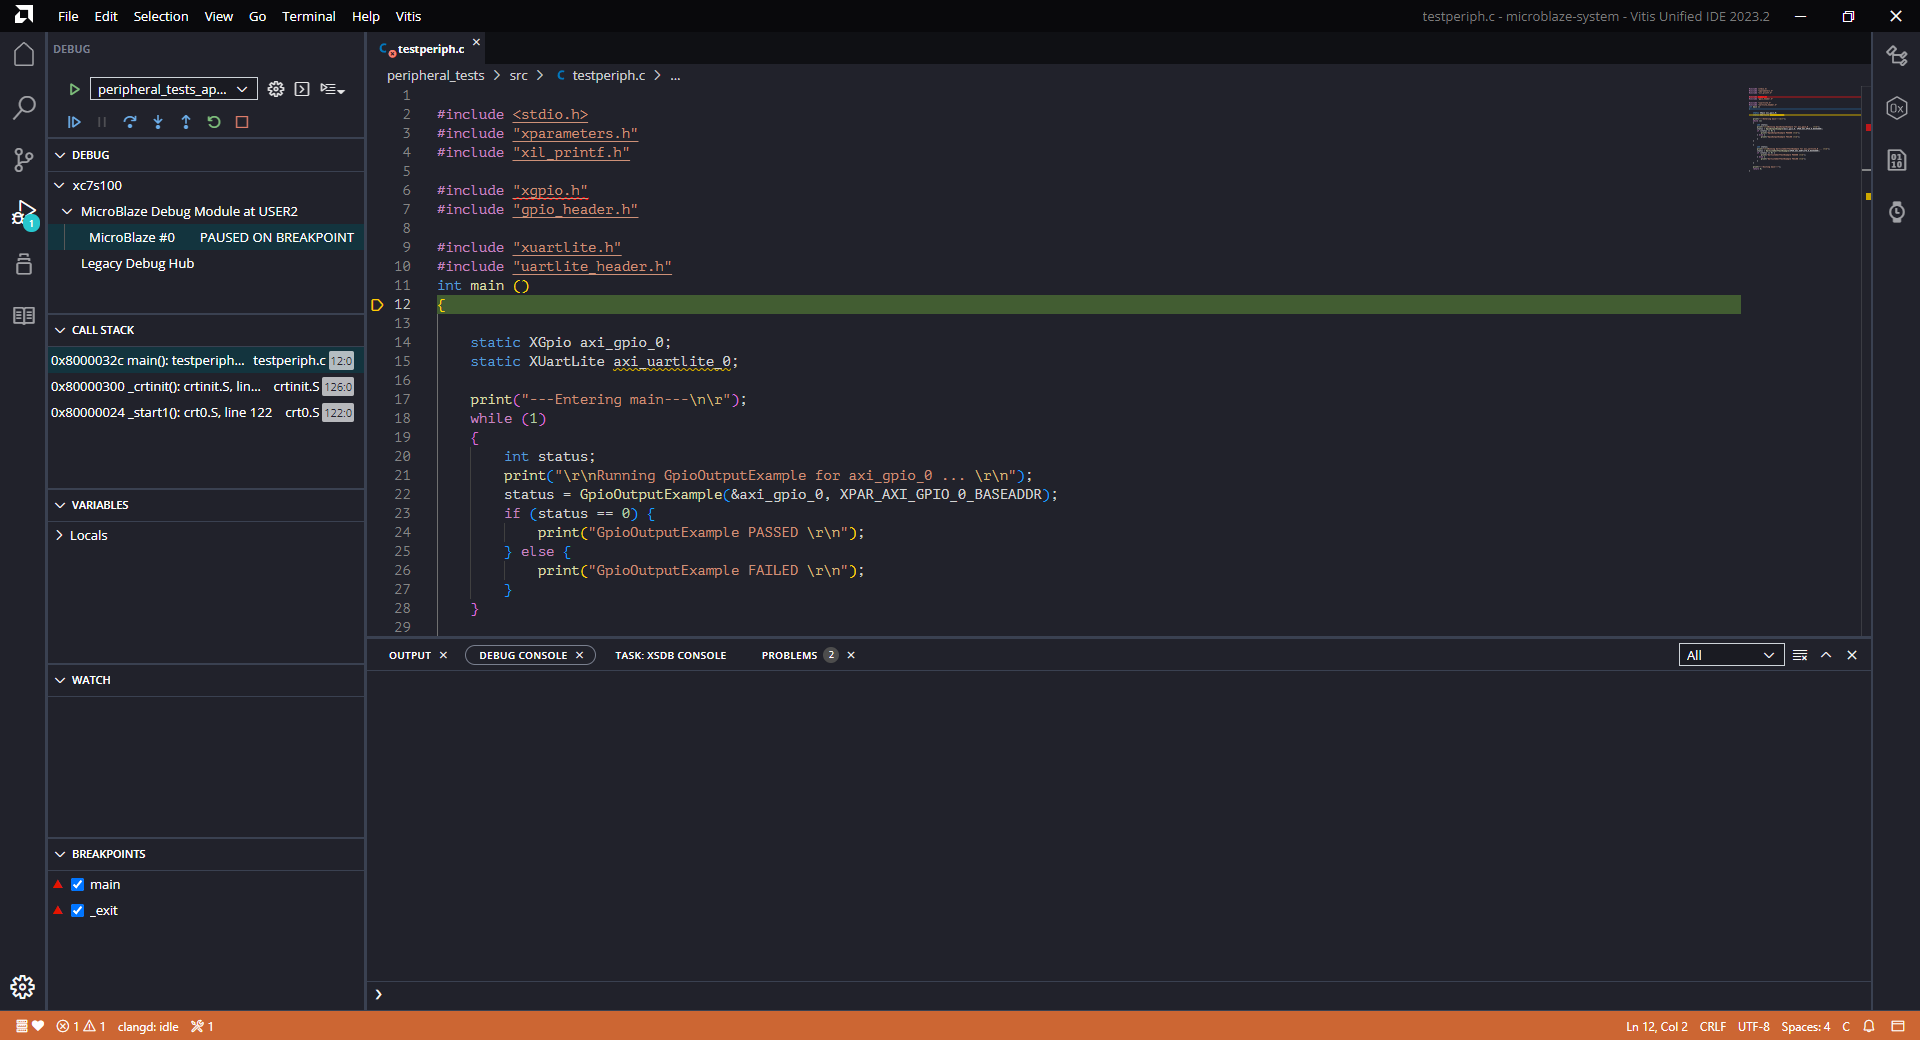 File Edit Selection View Go Terminal Help Vitis
testperiph.c - microblaze-system - Vitis Unified IDE 2023.2
DEBUG
peripheral_tests_ap...
DEBUG
xc7s100
MicroBlaze Debug Module at USER2
MicroBlaze #0 PAUSED ON BREAKPOINT
Legacy Debug Hub
CALL STACK
0x8000032c main(): testperiph... testperiph.c 12:0
0x80000300 _crtinit(): crtinit.S, lin... crtinit.S 126:0
0x80000024 _start1(): crt0.S, line 122 crt0.S 122:0
VARIABLES
Locals
WATCH
BREAKPOINTS
main
_exit
1
C testperiph.c
peripheral_tests > src > C testperiph.c > ...
1
2 #include <stdio.h>
3 #include "xparameters.h"
4 #include "xil_printf.h"
5
6 #include "xgpio.h"
7 #include "gpio_header.h"
8
9 #include "xuartlite.h"
10 #include "uartlite_header.h"
11 int main ()
12 {
13
14 static XGpio axi_gpio_0;
15 static XUartLite axi_uartlite_0;
16
17 print("---Entering main---\n\r");
18 while (1)
19 {
20 int status;
21 print("\r\nRunning GpioOutputExample for axi_gpio_0 ... \r\n");
22 status = GpioOutputExample(&axi_gpio_0, XPAR_AXI_GPIO_0_BASEADDR);
23 if (status == 0) {
24 print("GpioOutputExample PASSED \r\n");
25 } else {
26 print("GpioOutputExample FAILED \r\n");
27 }
28 }
29
OUTPUT DEBUG CONSOLE TASK: XSDB CONSOLE PROBLEMS 2
All
0x
01
10
1 1 clangd: idle 1
Ln 12, Col 2 CRLF UTF-8 Spaces: 4 C